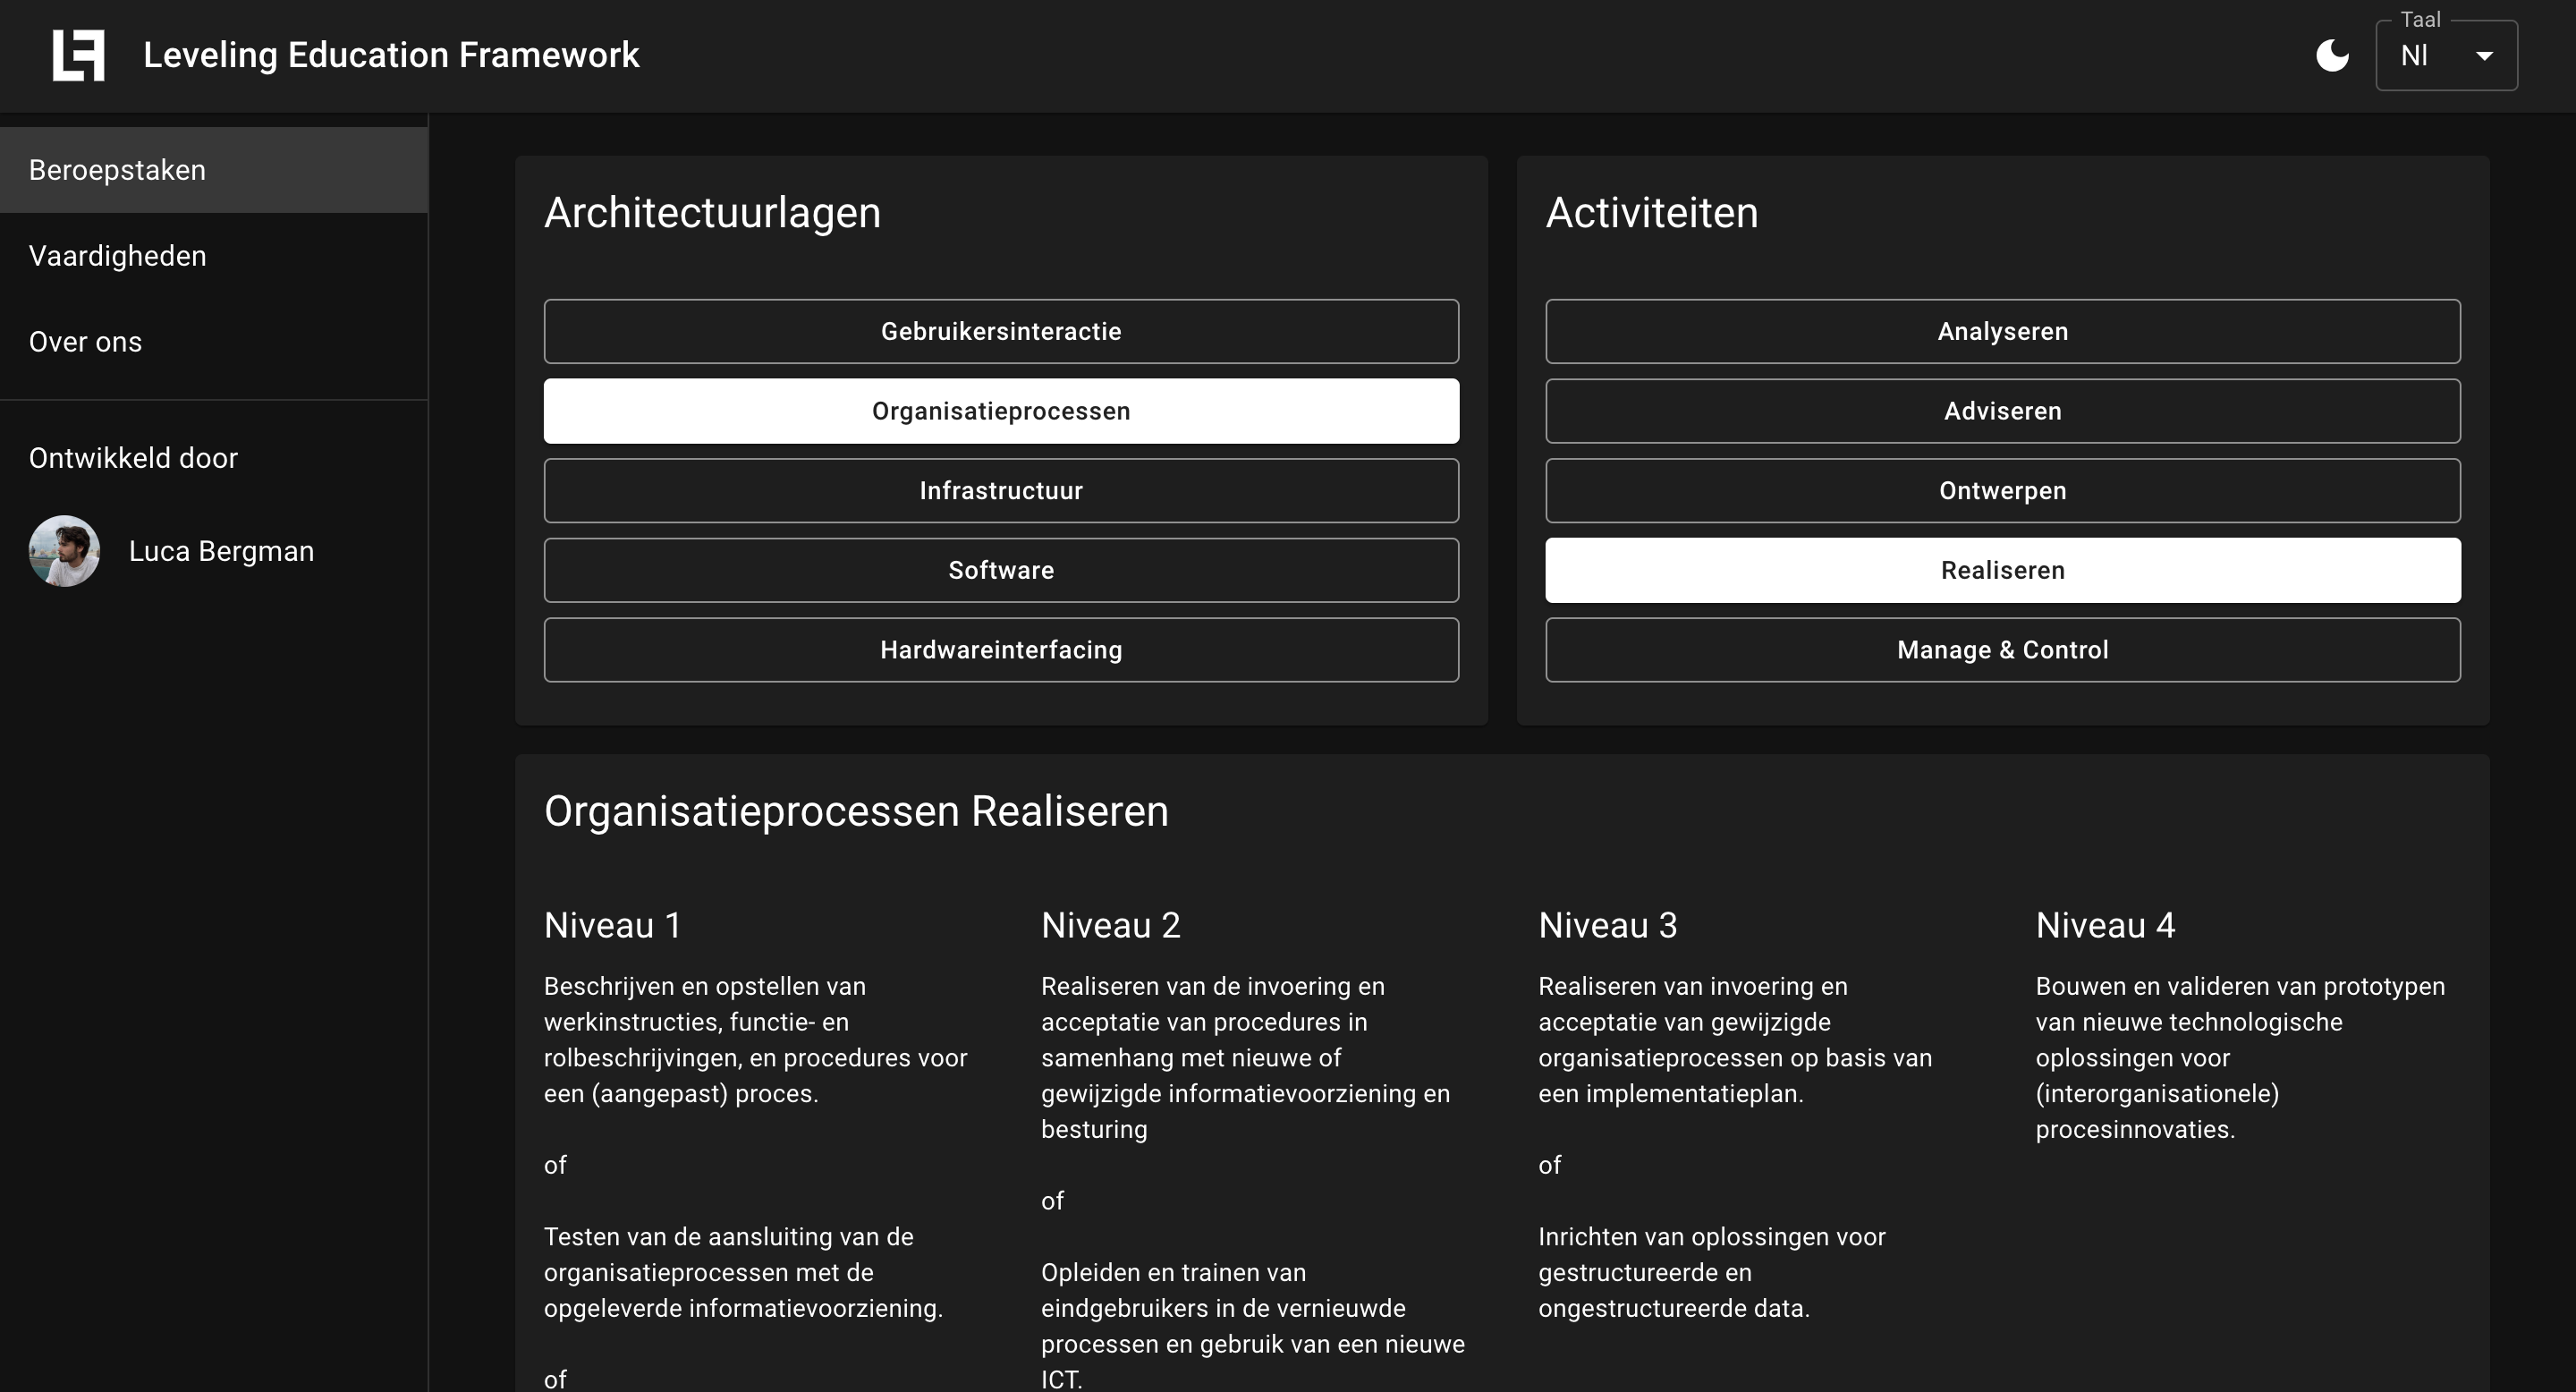 Leveling Education Framework
Taal
Nl
Beroepstaken
Vaardigheden
Over ons
Ontwikkeld door
Luca Bergman
Architectuurlagen
Gebruikersinteractie
Organisatieprocessen
Infrastructuur
Software
Hardwareinterfacing
Activiteiten
Analyseren
Adviseren
Ontwerpen
Realiseren
Manage & Control
Organisatieprocessen Realiseren
Niveau 1
Beschrijven en opstellen van
werkinstructies, functie- en
rolbeschrijvingen, en procedures voor
een (aangepast) proces.
of
Testen van de aansluiting van de
organisatieprocessen met de
opgeleverde informatievoorziening.
of
Niveau 2
Realiseren van de invoering en
acceptatie van procedures in
samenhang met nieuwe of
gewijzigde informatievoorziening en
besturing
of
Opleiden en trainen van
eindgebruikers in de vernieuwde
processen en gebruik van een nieuwe
ICT.
Niveau 3
Realiseren van invoering en
acceptatie van gewijzigde
organisatieprocessen op basis van
een implementatieplan.
of
Inrichten van oplossingen voor
gestructureerde en
ongestructureerde data.
Niveau 4
Bouwen en valideren van prototypen
van nieuwe technologische
oplossingen voor
(interorganisationele)
procesinnovaties.